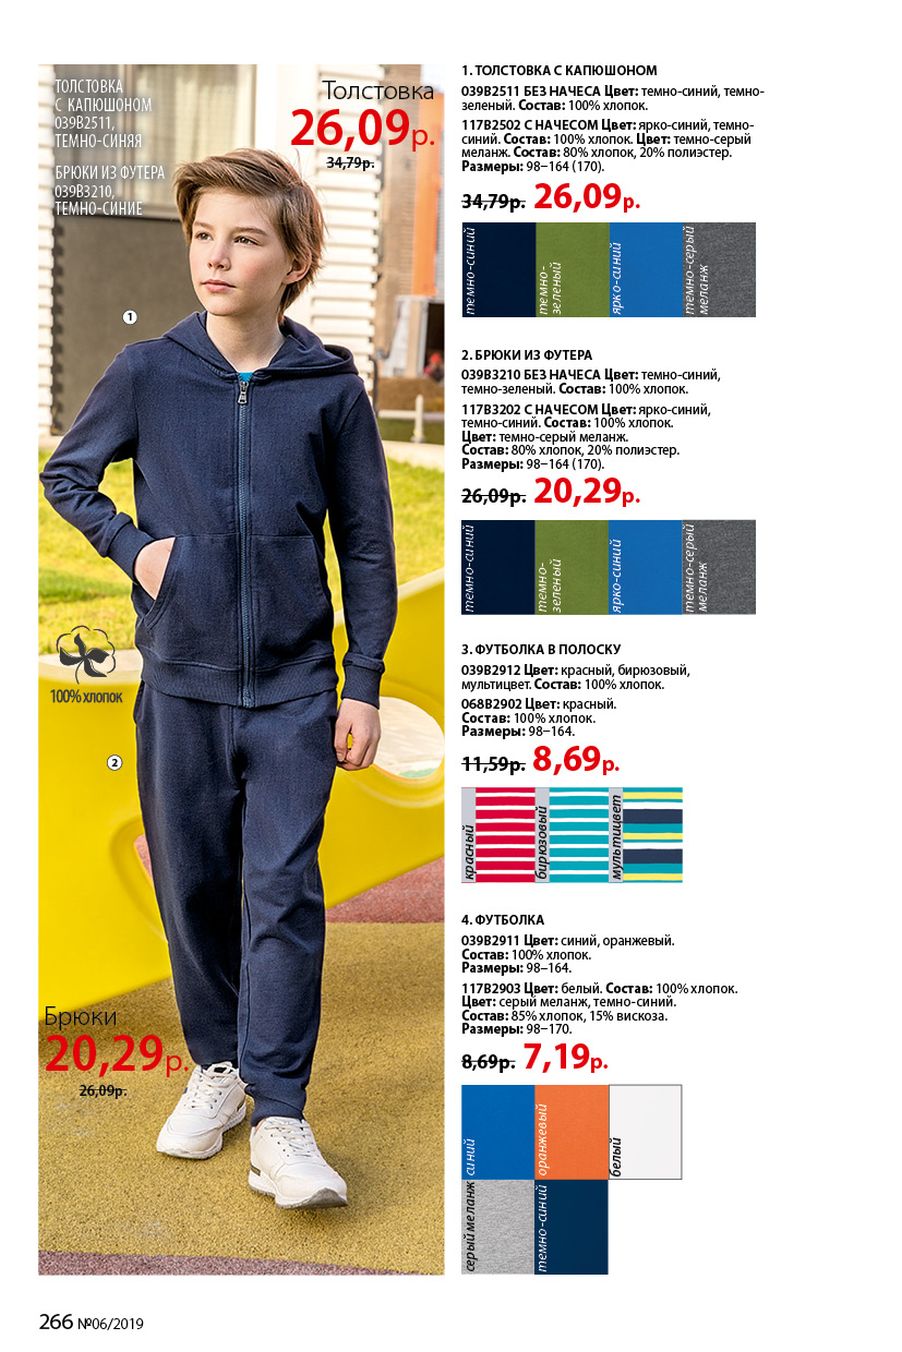 ТОЛСТОВКА
С КАПЮШОНОМ
039B2511,
ТЕМНО-СИНЯЯ
БРЮКИ ИЗ ФУТЕРА
039B3210,
ТЕМНО-СИНИЕ
Толстовка
26,09р.
34,79р.
1
100% хлопок
2
Брюки
20,29р.
26,09р.
1. ТОЛСТОВКА С КАПЮШОНОМ
039B2511 БЕЗ НАЧЕСА Цвет: темно-синий, темно-
зеленый. Состав: 100% хлопок.
117B2502 С НАЧЕСОМ Цвет: ярко-синий, темно-
синий. Состав: 100% хлопок. Цвет: темно-серый
меланж. Состав: 80% хлопок, 20% полиэстер.
Размеры: 98–164 (170).
34,79р. 26,09р.
темно-синий
темно-
зеленый
ярко-синий
темно-серый
меланж
2. БРЮКИ ИЗ ФУТЕРА
039B3210 БЕЗ НАЧЕСА Цвет: темно-синий,
темно-зеленый. Состав: 100% хлопок.
117B3202 С НАЧЕСОМ Цвет: ярко-синий,
темно-синий. Состав: 100% хлопок.
Цвет: темно-серый меланж.
Состав: 80% хлопок, 20% полиэстер.
Размеры: 98–164 (170).
26,09р. 20,29р.
темно-синий
темно-
зеленый
ярко-синий
темно-серый
меланж
3. ФУТБОЛКА В ПОЛОСКУ
039B2912 Цвет: красный, бирюзовый,
мультицвет. Состав: 100% хлопок.
068B2902 Цвет: красный.
Состав: 100% хлопок.
Размеры: 98–164.
11,59р. 8,69р.
красный
бирюзовый
мультицвет
4. ФУТБОЛКА
039B2911 Цвет: синий, оранжевый.
Состав: 100% хлопок.
Размеры: 98–164.
117B2903 Цвет: белый. Состав: 100% хлопок.
Цвет: серый меланж, темно-синий.
Состав: 85% хлопок, 15% вискоза.
Размеры: 98–170.
8,69р. 7,19р.
синий
оранжевый
белый
серый меланж
темно-синий
266 №06/2019